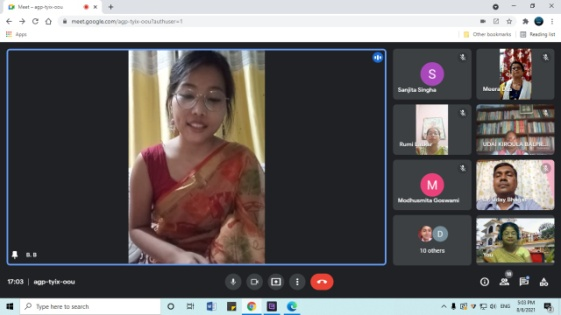 Meet – agp-tyix-oou
meet.google.com/agp-tyix-oou?authuser=1
Apps
Other bookmarks
Reading list
S
Sanjita Singha
Rumi
M
Modhusmita Goswami
D
10 others
B. B
17:03 | agp-tyix-oou
Type here to search
ENG
5:03 PM